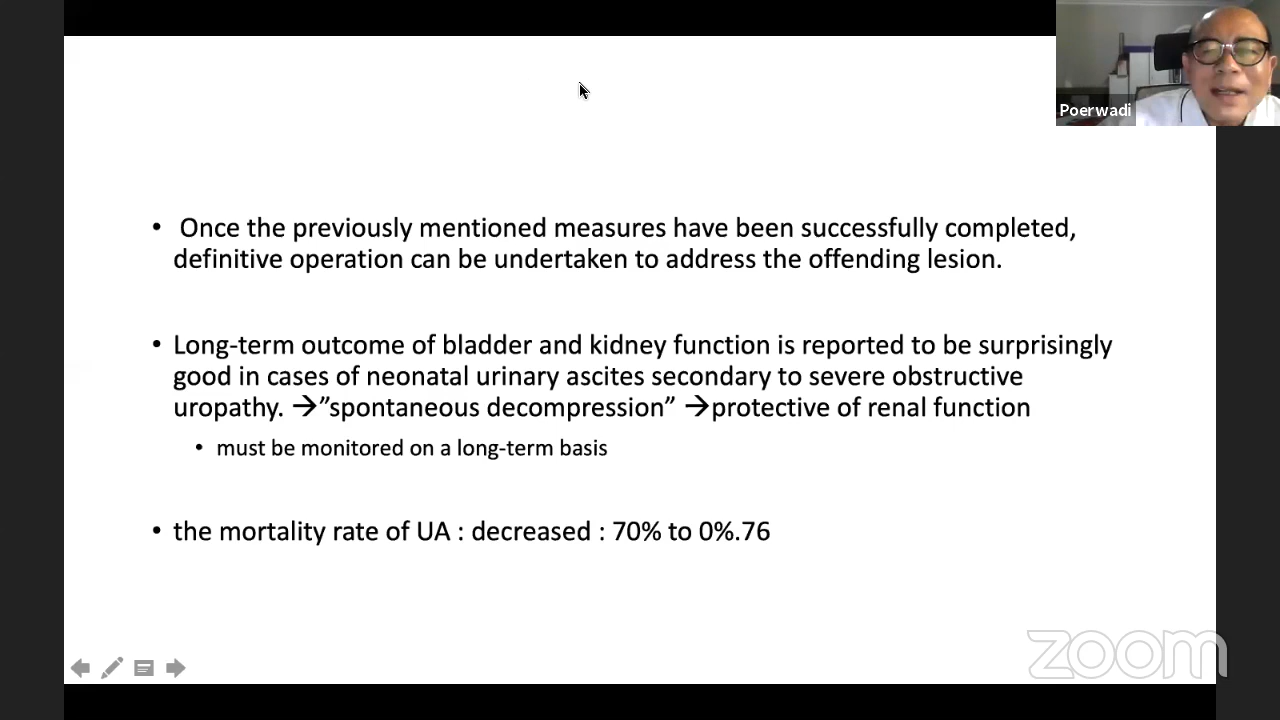 Poerwadi
• Once the previously mentioned measures have been successfully completed,
definitive operation can be undertaken to address the offending lesion.
• Long-term outcome of bladder and kidney function is reported to be surprisingly
good in cases of neonatal urinary ascites secondary to severe obstructive
uropathy. →”spontaneous decompression” →protective of renal function
• must be monitored on a long-term basis
• the mortality rate of UA : decreased : 70% to 0%.76
zoom